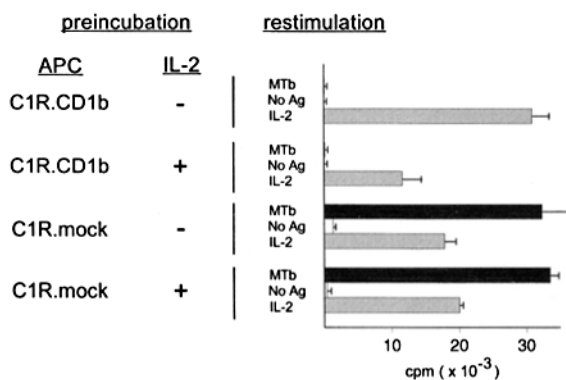 preincubation restimulation
APC IL-2
C1R.CD1b -
MTb
No Ag
IL-2
C1R.CD1b +
MTb
No Ag
IL-2
C1R.mock -
MTb
No Ag
IL-2
C1R.mock +
MTb
No Ag
IL-2
10 20 30
cpm ( x 10⁻³)